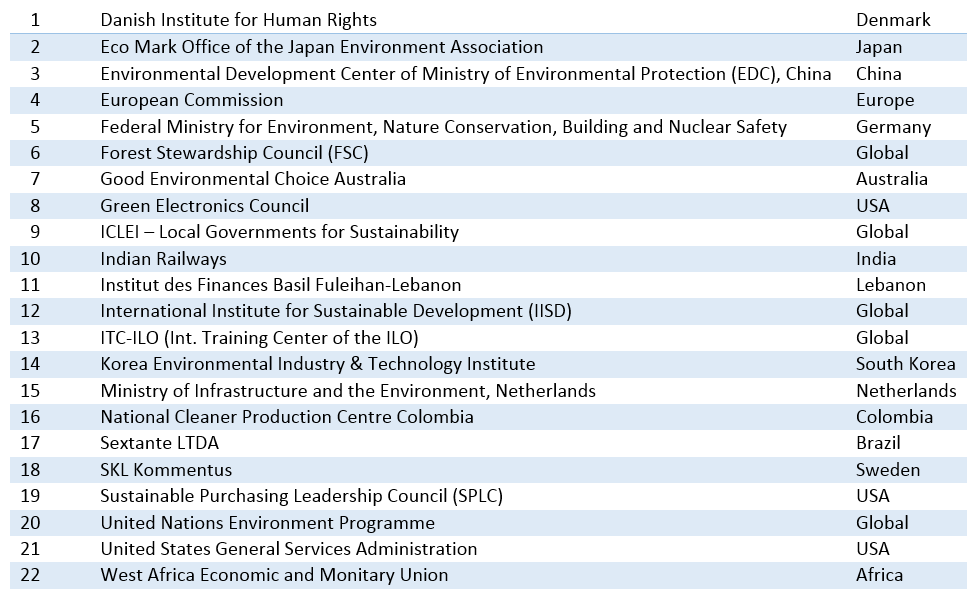 1 Danish Institute for Human Rights Denmark
2 Eco Mark Office of the Japan Environment Association Japan
3 Environmental Development Center of Ministry of Environmental Protection (EDC), China China
4 European Commission Europe
5 Federal Ministry for Environment, Nature Conservation, Building and Nuclear Safety Germany
6 Forest Stewardship Council (FSC) Global
7 Good Environmental Choice Australia Australia
8 Green Electronics Council USA
9 ICLEI – Local Governments for Sustainability Global
10 Indian Railways India
11 Institut des Finances Basil Fuleihan-Lebanon Lebanon
12 International Institute for Sustainable Development (IISD) Global
13 ITC-ILO (Int. Training Center of the ILO) Global
14 Korea Environmental Industry & Technology Institute South Korea
15 Ministry of Infrastructure and the Environment, Netherlands Netherlands
16 National Cleaner Production Centre Colombia Colombia
17 Sextante LTDA Brazil
18 SKL Kommentus Sweden
19 Sustainable Purchasing Leadership Council (SPLC) USA
20 United Nations Environment Programme Global
21 United States General Services Administration USA
22 West Africa Economic and Monitary Union Africa